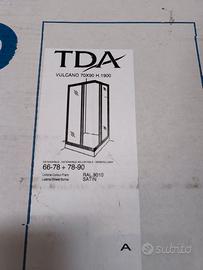 TDA
VULCANO 70X90 H.1900
66-78 + 78-90
RAL 9010
SATIN
A
subito